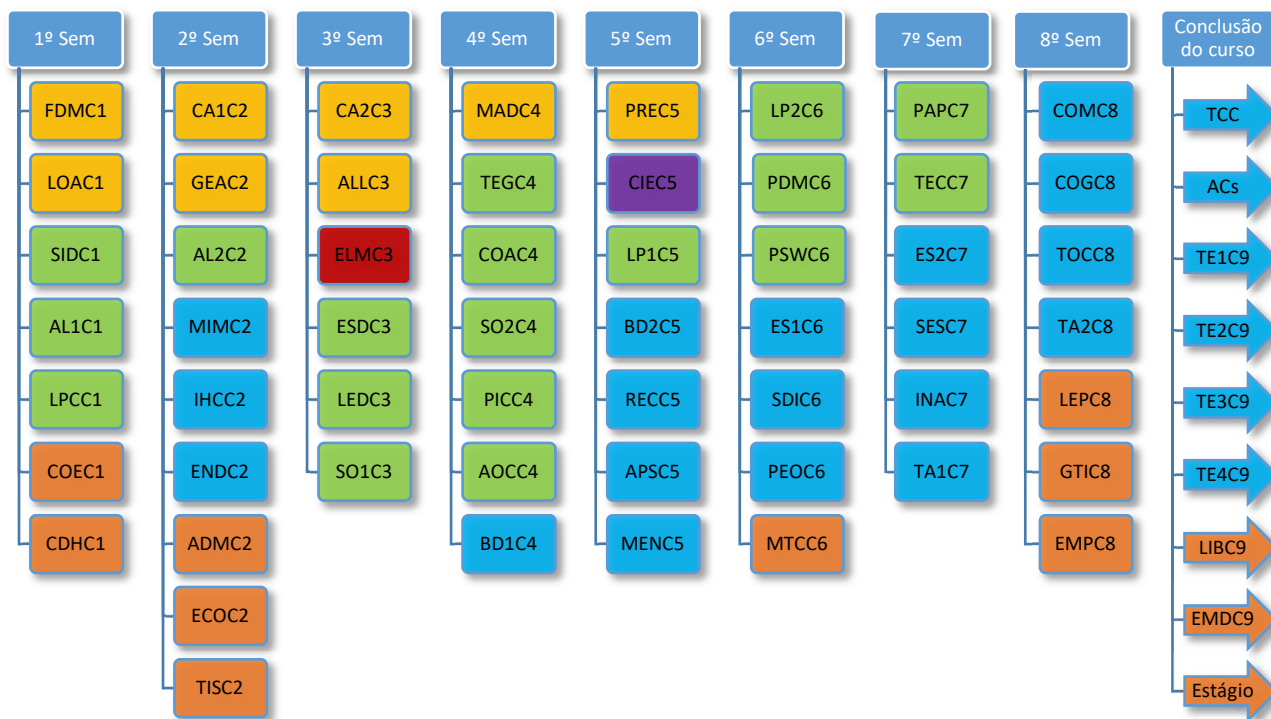 1º Sem
FDMC1
LOAC1
SIDC1
AL1C1
LPCC1
COEC1
CDHC1
2º Sem
CA1C2
GEAC2
AL2C2
MIMC2
IHCC2
ENDC2
ADMC2
ECOC2
TISC2
3º Sem
CA2C3
ALLC3
ELMC3
ESDC3
LEDC3
SO1C3
4º Sem
MADC4
TEGC4
COAC4
SO2C4
PICC4
AOCC4
BD1C4
5º Sem
PREC5
CIEC5
LP1C5
BD2C5
RECC5
APSC5
MENC5
6º Sem
LP2C6
PDMC6
PSWC6
ES1C6
SDIC6
PEOC6
MTCC6
7º Sem
PAPC7
TECC7
ES2C7
SESC7
INAC7
TA1C7
8º Sem
COMC8
COGC8
TOCC8
TA2C8
LEPC8
GTIC8
EMPC8
Conclusão
do curso
TCC
ACs
TE1C9
TE2C9
TE3C9
TE4C9
LIBC9
EMDC9
Estágio